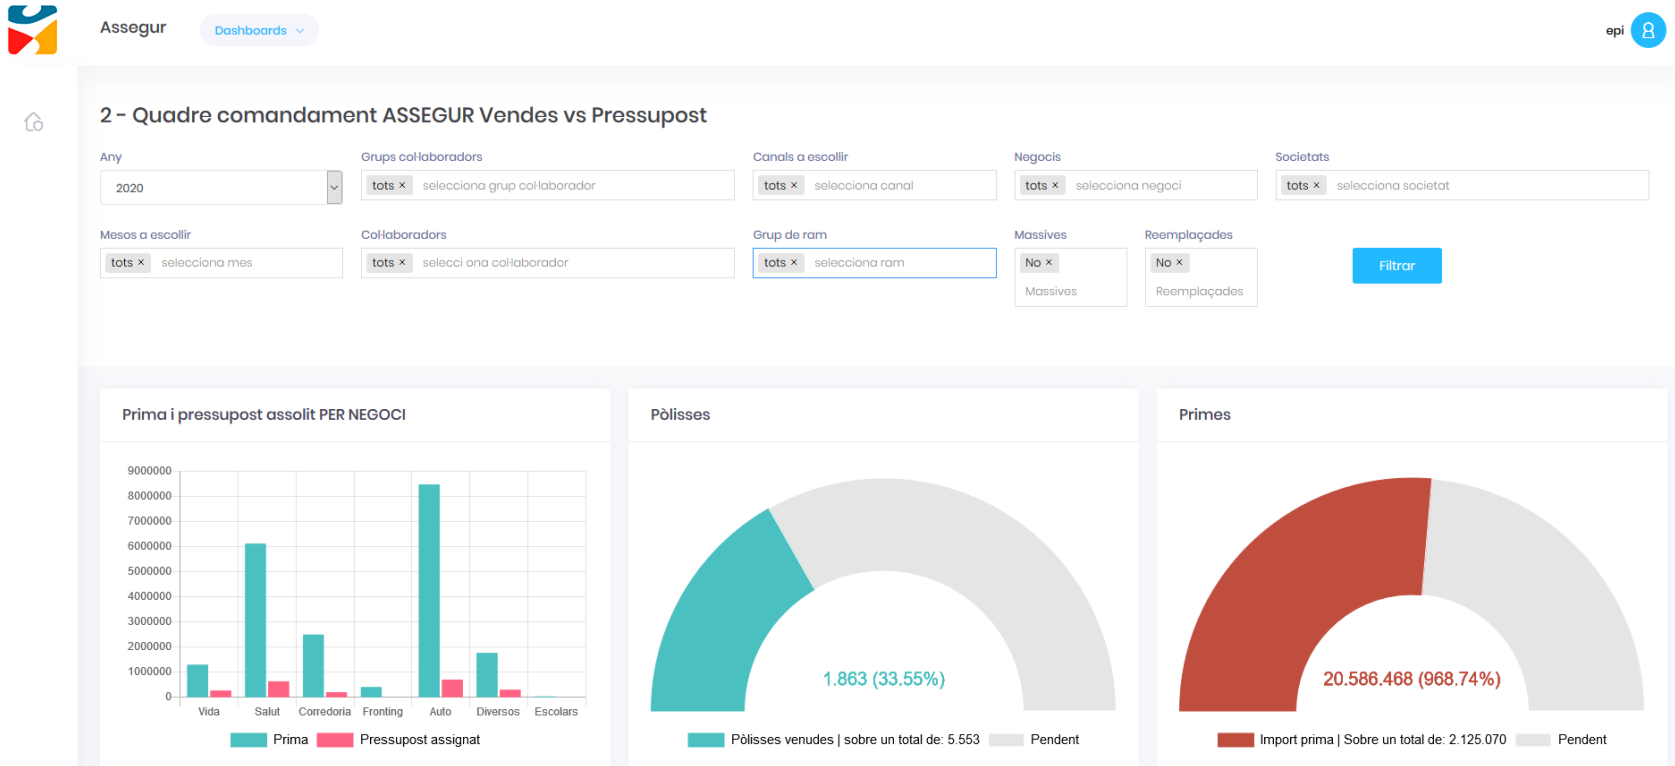 Assegur
Dashboards
epi
2 - Quadre comandament ASSEGUR Vendes vs Pressupost
Any
Grups col·laboradors
Canals a escollir
Negocis
Societats
2020
tots × selecciona grup col·laborador
tots × selecciona canal
tots × selecciona negoci
tots × selecciona societat
Mesos a escollir
Col·laboradors
Grup de ram
Massives
Reemplaçades
tots × selecciona mes
tots × selecci ona col·laborador
tots × selecciona ram
No ×
No ×
Filtrar
Massives
Reemplaçades
Prima i pressupost assolit PER NEGOCI
9000000
8000000
7000000
6000000
5000000
4000000
3000000
2000000
1000000
0
Vida Salut Corredoria Fronting Auto Diversos Escolars
Prima Pressupost assignat
Pòlisses
1.863 (33.55%)
Pòlisses venudes | sobre un total de: 5.553 Pendent
Primes
20.586.468 (968.74%)
Import prima | Sobre un total de: 2.125.070 Pendent